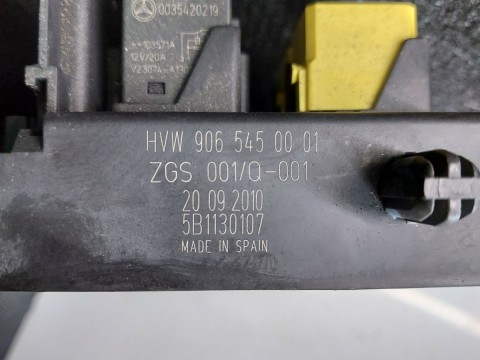 0035420219
12V/20A
HVW 906 545 00 01
ZGS 001/Q-001
20 09.2010
5B1130107
MADE IN SPAIN